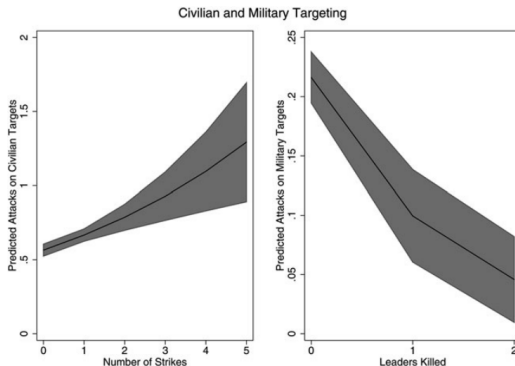 Civilian and Military Targeting
Predicted Attacks on Civilian Targets
2
1.5
1
.5
0
0 1 2 3 4 5
Number of Strikes
Predicted Attacks on Military Targets
.25
.2
.15
.1
.05
0
0 1 2
Leaders Killed